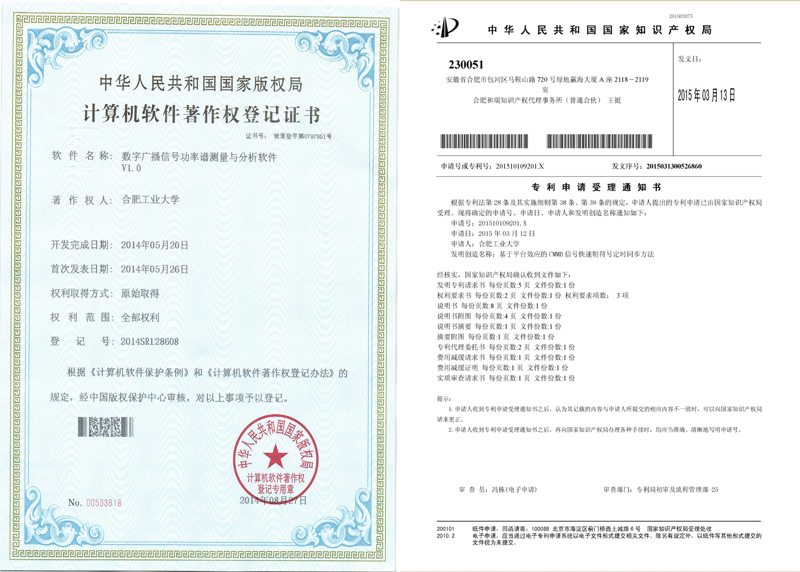 中华人民共和国国家版权局
计算机软件著作权登记证书
证书号: 软著登字第0797851号
软件名称: 数字广播信号功率谱测量与分析软件
V1.0
著作权人: 合肥工业大学
开发完成日期: 2014年05月20日
首次发表日期: 2014年05月26日
权利取得方式: 原始取得
权利范围: 全部权利
登记号: 2014SR128608
根据《计算机软件保护条例》和《计算机软件著作权登记办法》的
规定,经中国版权保护中心审核,对以上事项予以登记。
中华人民共和国国家版权局
计算机软件著作权
登记专用章
No. 00533818
2014年08月27日
201503075
中华人民共和国国家知识产权局
230051
安徽省合肥市包河区马鞍山路 720 号绿地瀛海大厦 A 座 2118-2119
室
合肥和瑞知识产权代理事务所(普通合伙) 王挺
发文日:
2015年03月13日
申请号或专利号: 201510109201.X
发文序号: 2015031300526860
专利申请受理通知书
根据专利法第 28 条及其实施细则第 38 条、第 39 条的规定,申请人提出的专利申请已由国家知识产权局
受理。现将确定的申请号、申请日、申请人和发明创造名称通知如下:
申请号: 201510109201.X
申请日: 2015 年 03 月 12 日
申请人: 合肥工业大学
发明创造名称: 基于平台效应的 CMMB 信号快速粗符号定时同步方法
经核实,国家知识产权局确认收到文件如下:
发明专利请求书 每份页数:5 页 文件份数:1 份
权利要求书 每份页数:2 页 文件份数:1 份 权利要求项数: 3 项
说明书 每份页数:8 页 文件份数:1 份
说明书附图 每份页数:4 页 文件份数:1 份
说明书摘要 每份页数:1 页 文件份数:1 份
摘要附图 每份页数:1 页 文件份数:1 份
专利代理委托书 每份页数:2 页 文件份数:1 份
费用减缓请求书 每份页数:1 页 文件份数:1 份
费用减缓证明 每份页数:1 页 文件份数:1 份
实质审查请求书 每份页数:1 页 文件份数:1 份
提示:
1.申请人收到专利申请受理通知书之后,认为其记载的内容与申请人所提交的相应内容不一致时,可以向国家知识产权局
请求更正。
2.申请人收到专利申请受理通知书之后,再向国家知识产权局办理各种手续时,均应当准确、清晰地写明申请号。
审 查 员: 冯栋(电子申请)
审查部门: 专利局初审及流程管理部-25
200101 纸件申请,回函请寄: 100088 北京市海淀区蓟门桥西土城路 6 号 国家知识产权局受理处收
2010.2 电子申请,应当通过电子专利申请系统以电子文件形式提交相关文件。除另有规定外,以纸件等其他形式提交的
文件视为未提交。